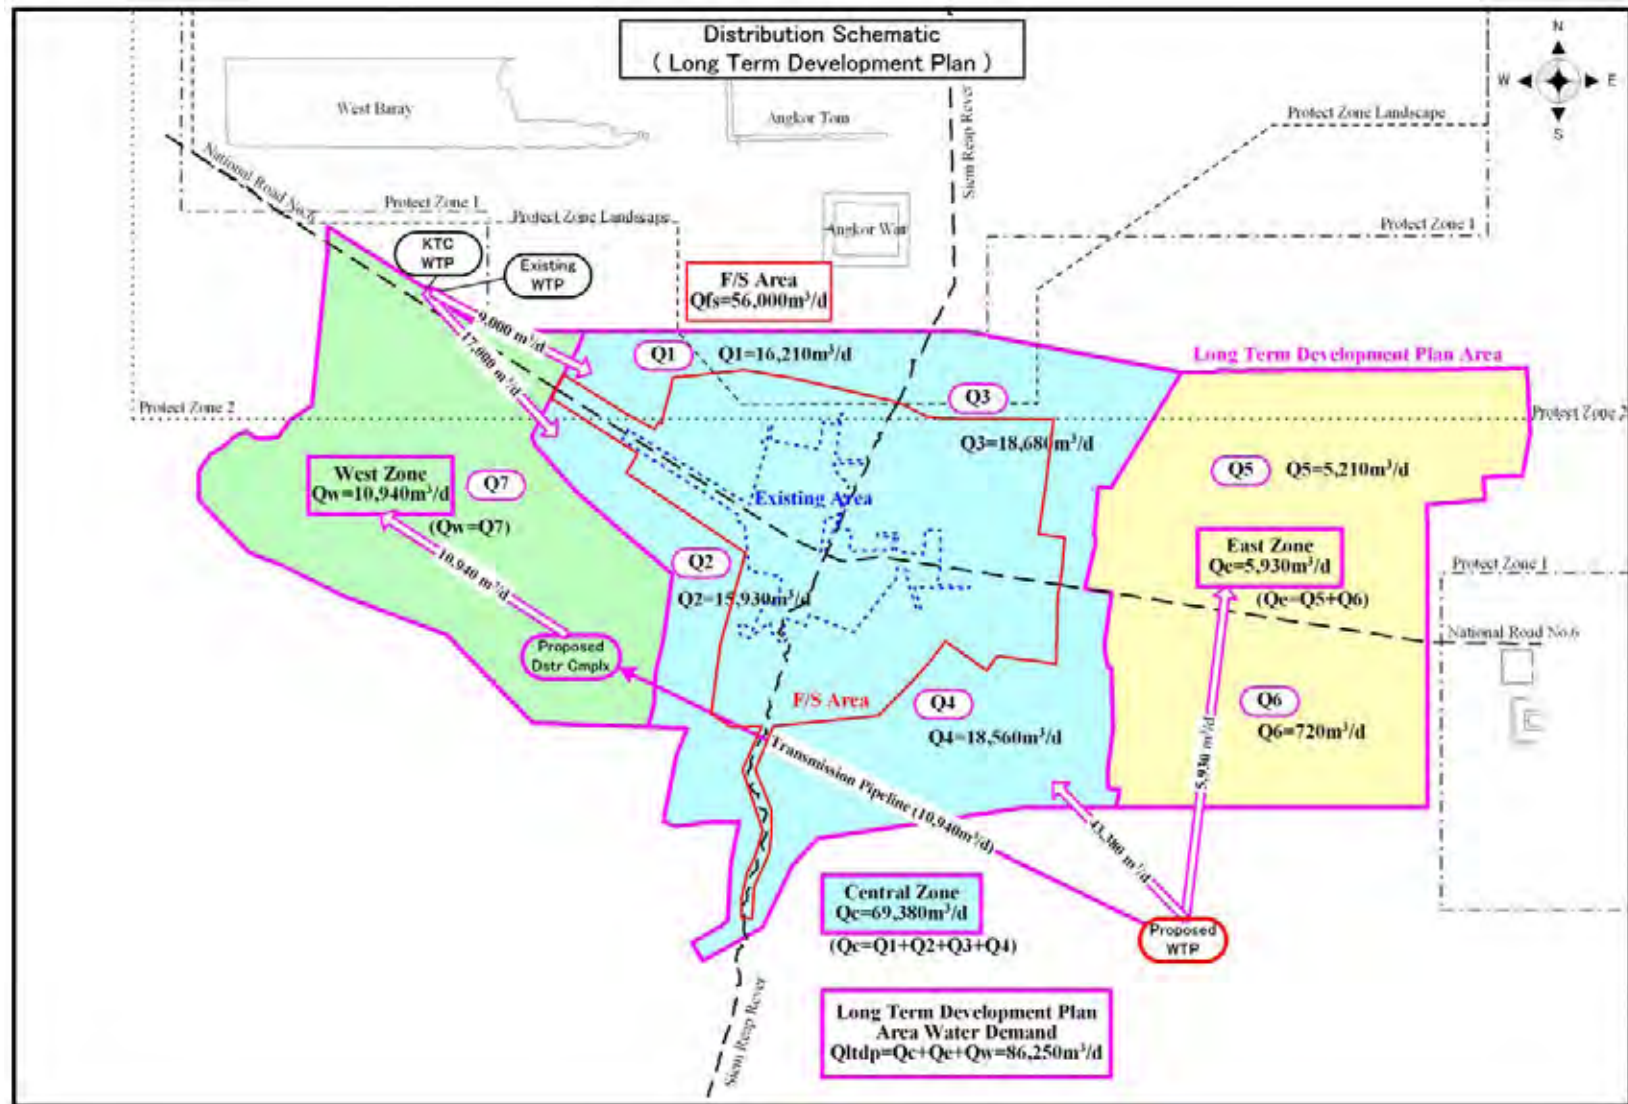 Distribution Schematic
( Long Term Development Plan )
N
W
E
S
West Baray
Angkor Tom
Siem Reap Rever
Protect Zone Landscape
National Road No.6
Protect Zone 1
Protect Zone Landscape
Angkor Wat
Protect Zone 1
KTC
WTP
Existing
WTP
F/S Area
Qfs=56,000m³/d
9,000 m³/d
17,000 m³/d
Q1
Q1=16,210m³/d
Long Term Development Plan Area
Q3
Protect Zone 2
Protect Zone 2
Q3=18,680m³/d
West Zone
Qw=10,940m³/d
Q7
(Qw=Q7)
Existing Area
Q5
Q5=5,210m³/d
10,940 m³/d
Q2
Q2=15,930m³/d
East Zone
Qe=5,930m³/d
(Qe=Q5+Q6)
Protect Zone 1
National Road No.6
Proposed
Dstr Cmplx
F/S Area
Q4
Q4=18,560m³/d
Q6
Q6=720m³/d
5,930 m³/d
Transmission Pipeline (10,940m³/d)
43,380 m³/d
Central Zone
Qc=69,380m³/d
(Qc=Q1+Q2+Q3+Q4)
Proposed
WTP
Siem Reap Rever
Long Term Development Plan
Area Water Demand
Qltdp=Qc+Qe+Qw=86,250m³/d